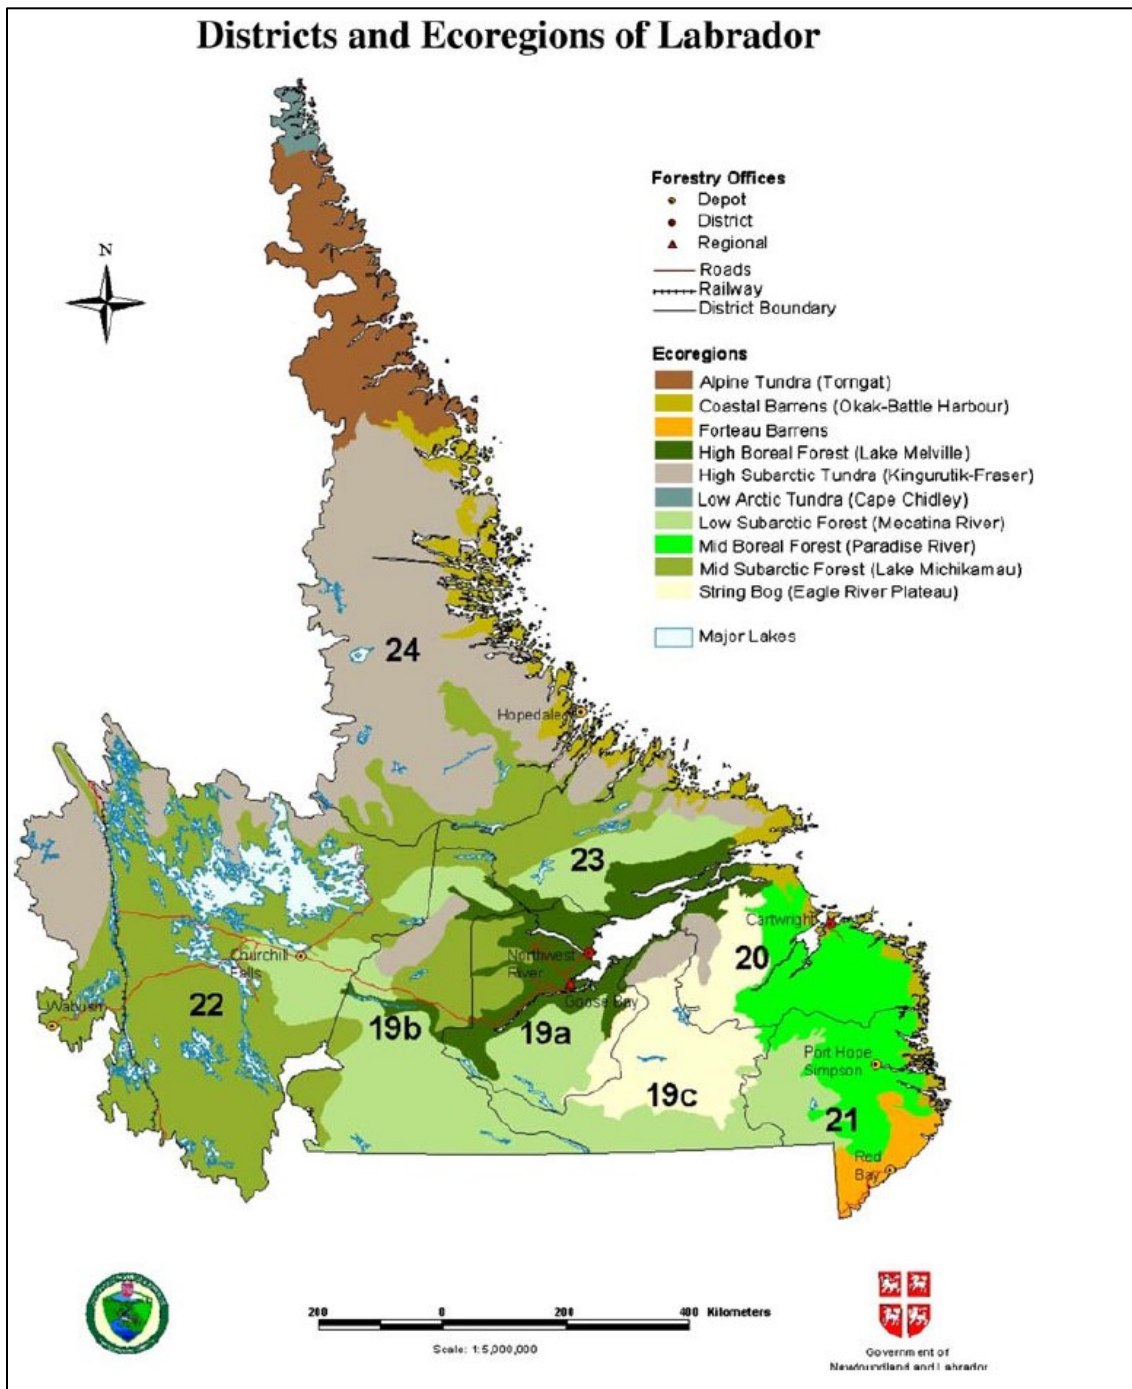 Districts and Ecoregions of Labrador
N
Forestry Offices
Depot
District
Regional
Roads
Railway
District Boundary
Ecoregions
Alpine Tundra (Torngat)
Coastal Barrens (Okak-Battle Harbour)
Forteau Barrens
High Boreal Forest (Lake Melville)
High Subarctic Tundra (Kingurutik-Fraser)
Low Arctic Tundra (Cape Chidley)
Low Subarctic Forest (Mecatina River)
Mid Boreal Forest (Paradise River)
Mid Subarctic Forest (Lake Michikamau)
String Bog (Eagle River Plateau)
Major Lakes
24
Hopedale
23
Cartwright
20
Churchill
Falls
Northwest
River
Goose Bay
Wabush
22
19b
19a
Port Hope
Simpson
19c
21
Red
Bay
200 0 200 400 Kilometers
Scale: 1:5,000,000
Government of
Newfoundland and Labrador